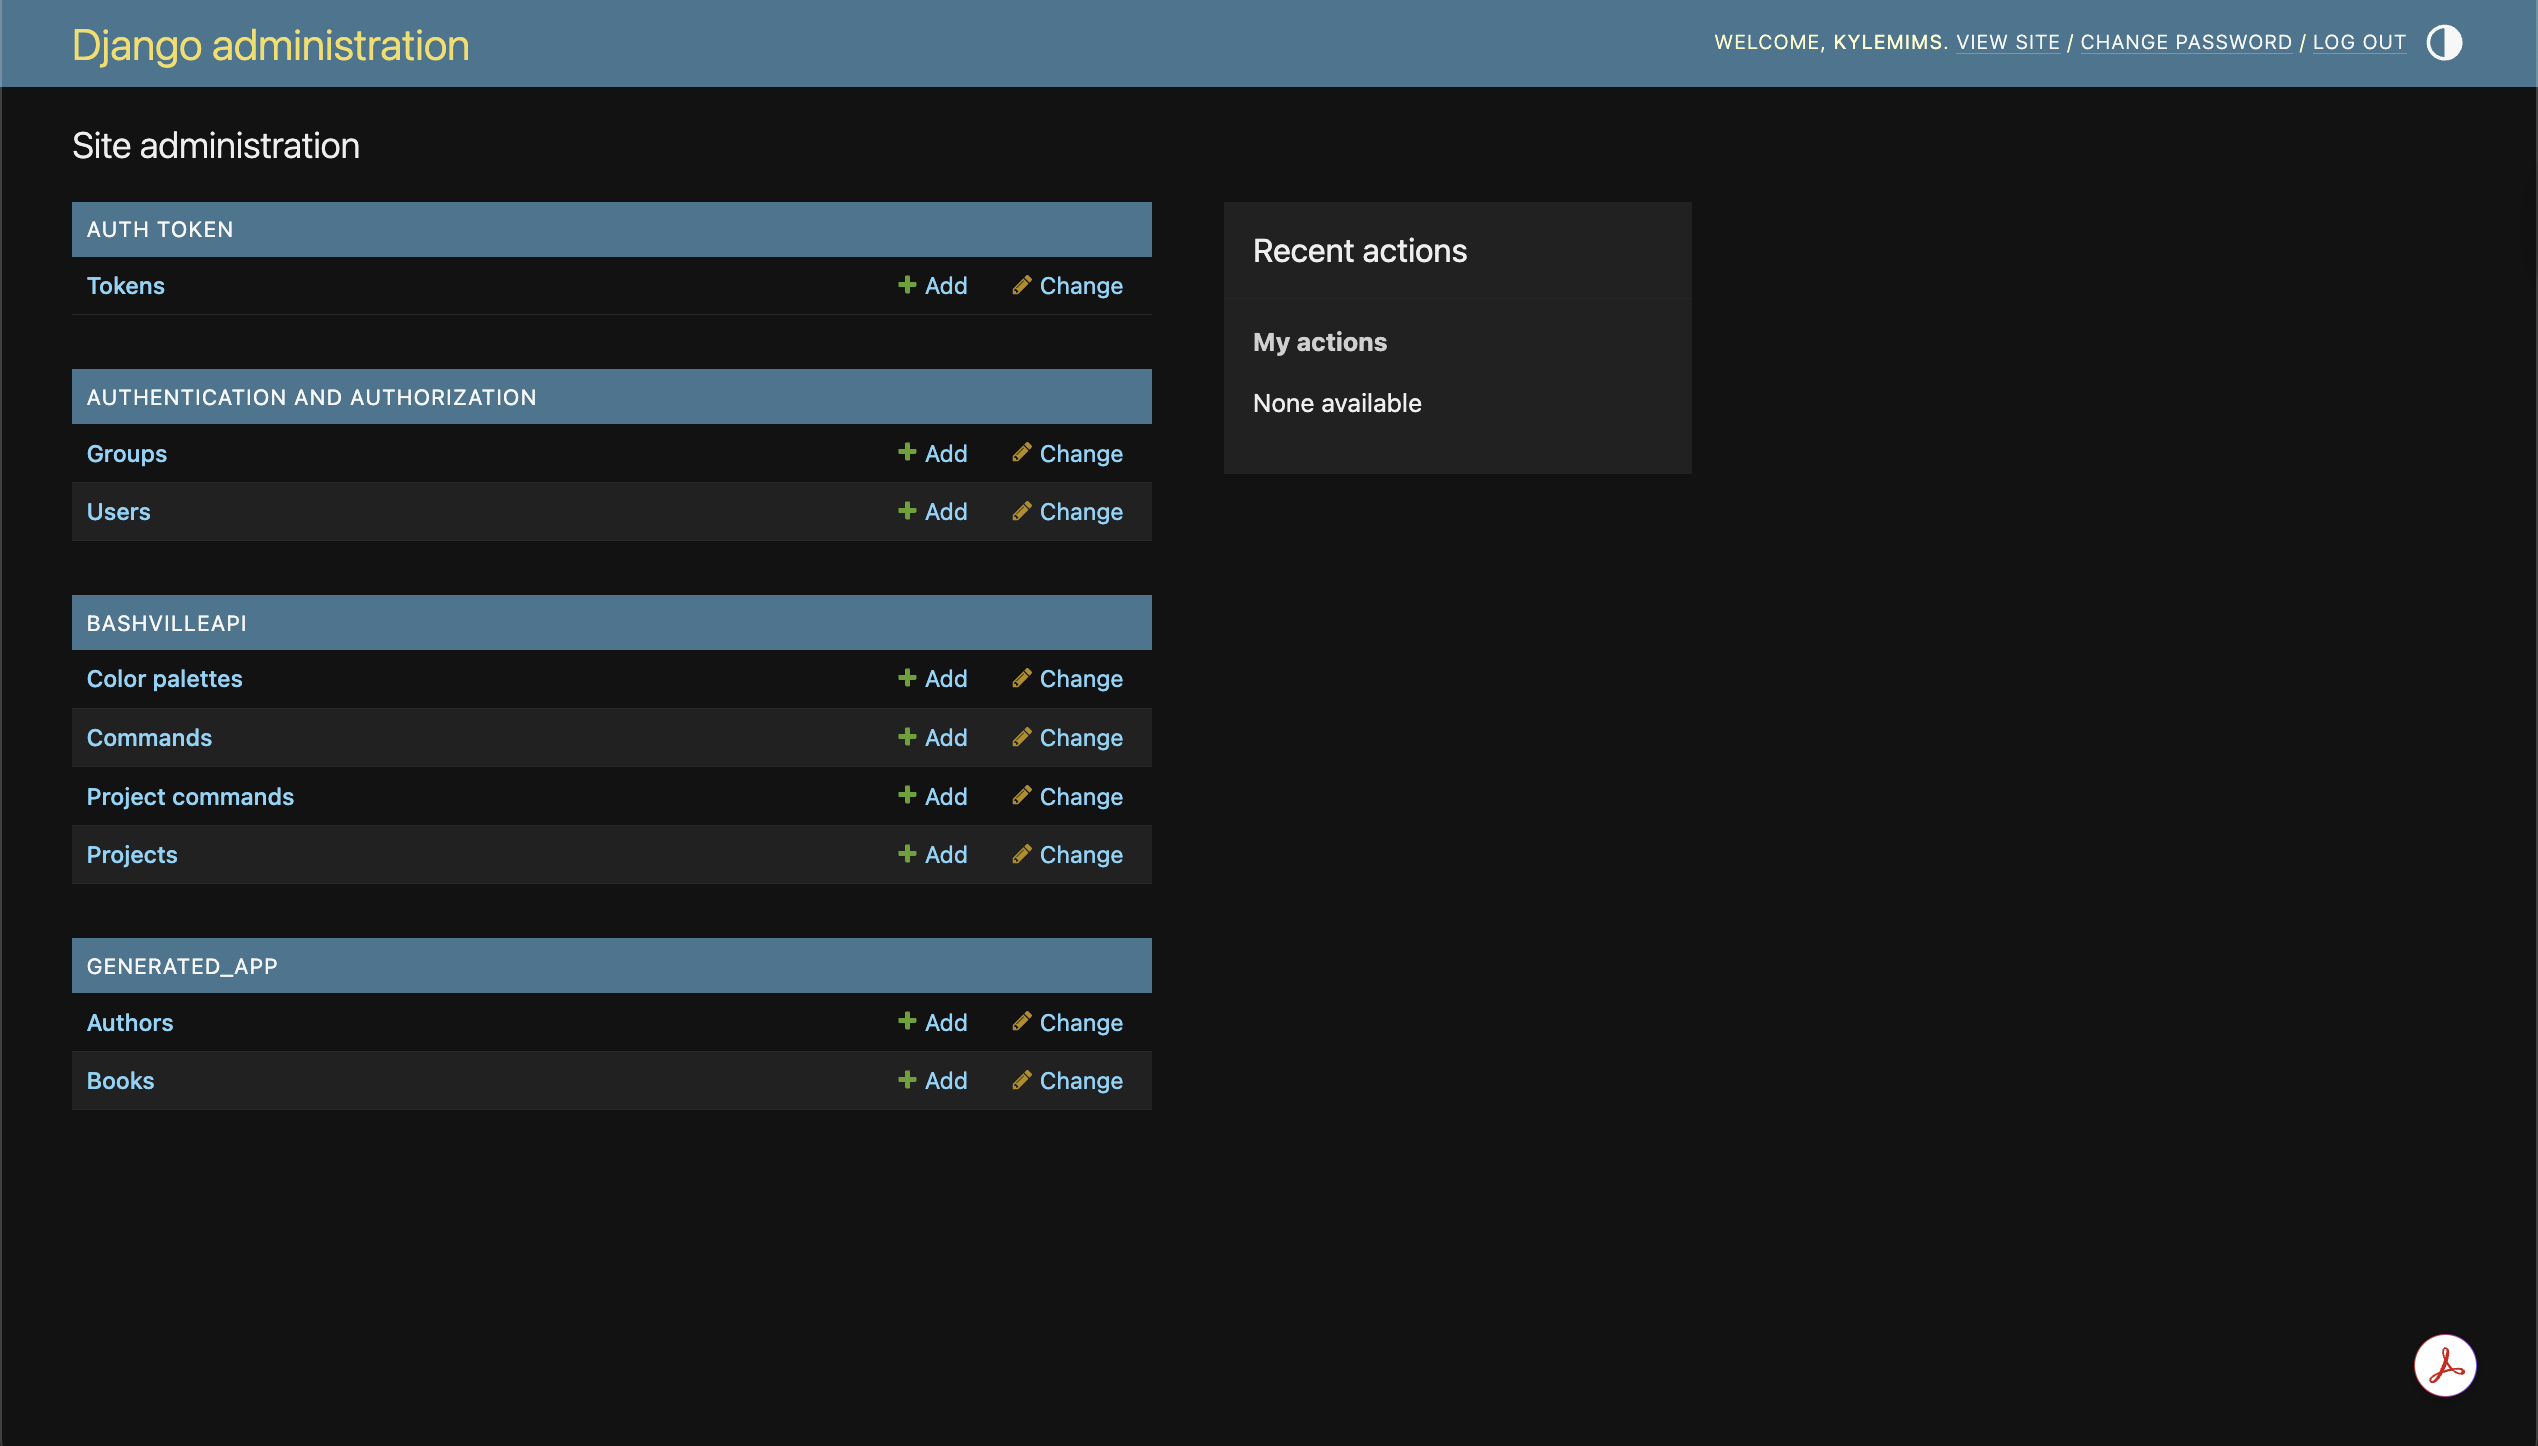 Django administration
WELCOME, KYLEMIMS. VIEW SITE / CHANGE PASSWORD / LOG OUT
Site administration
AUTH TOKEN
Tokens Add Change
AUTHENTICATION AND AUTHORIZATION
Groups Add Change
Users Add Change
BASHVILLEAPI
Color palettes Add Change
Commands Add Change
Project commands Add Change
Projects Add Change
GENERATED_APP
Authors Add Change
Books Add Change
Recent actions
My actions
None available